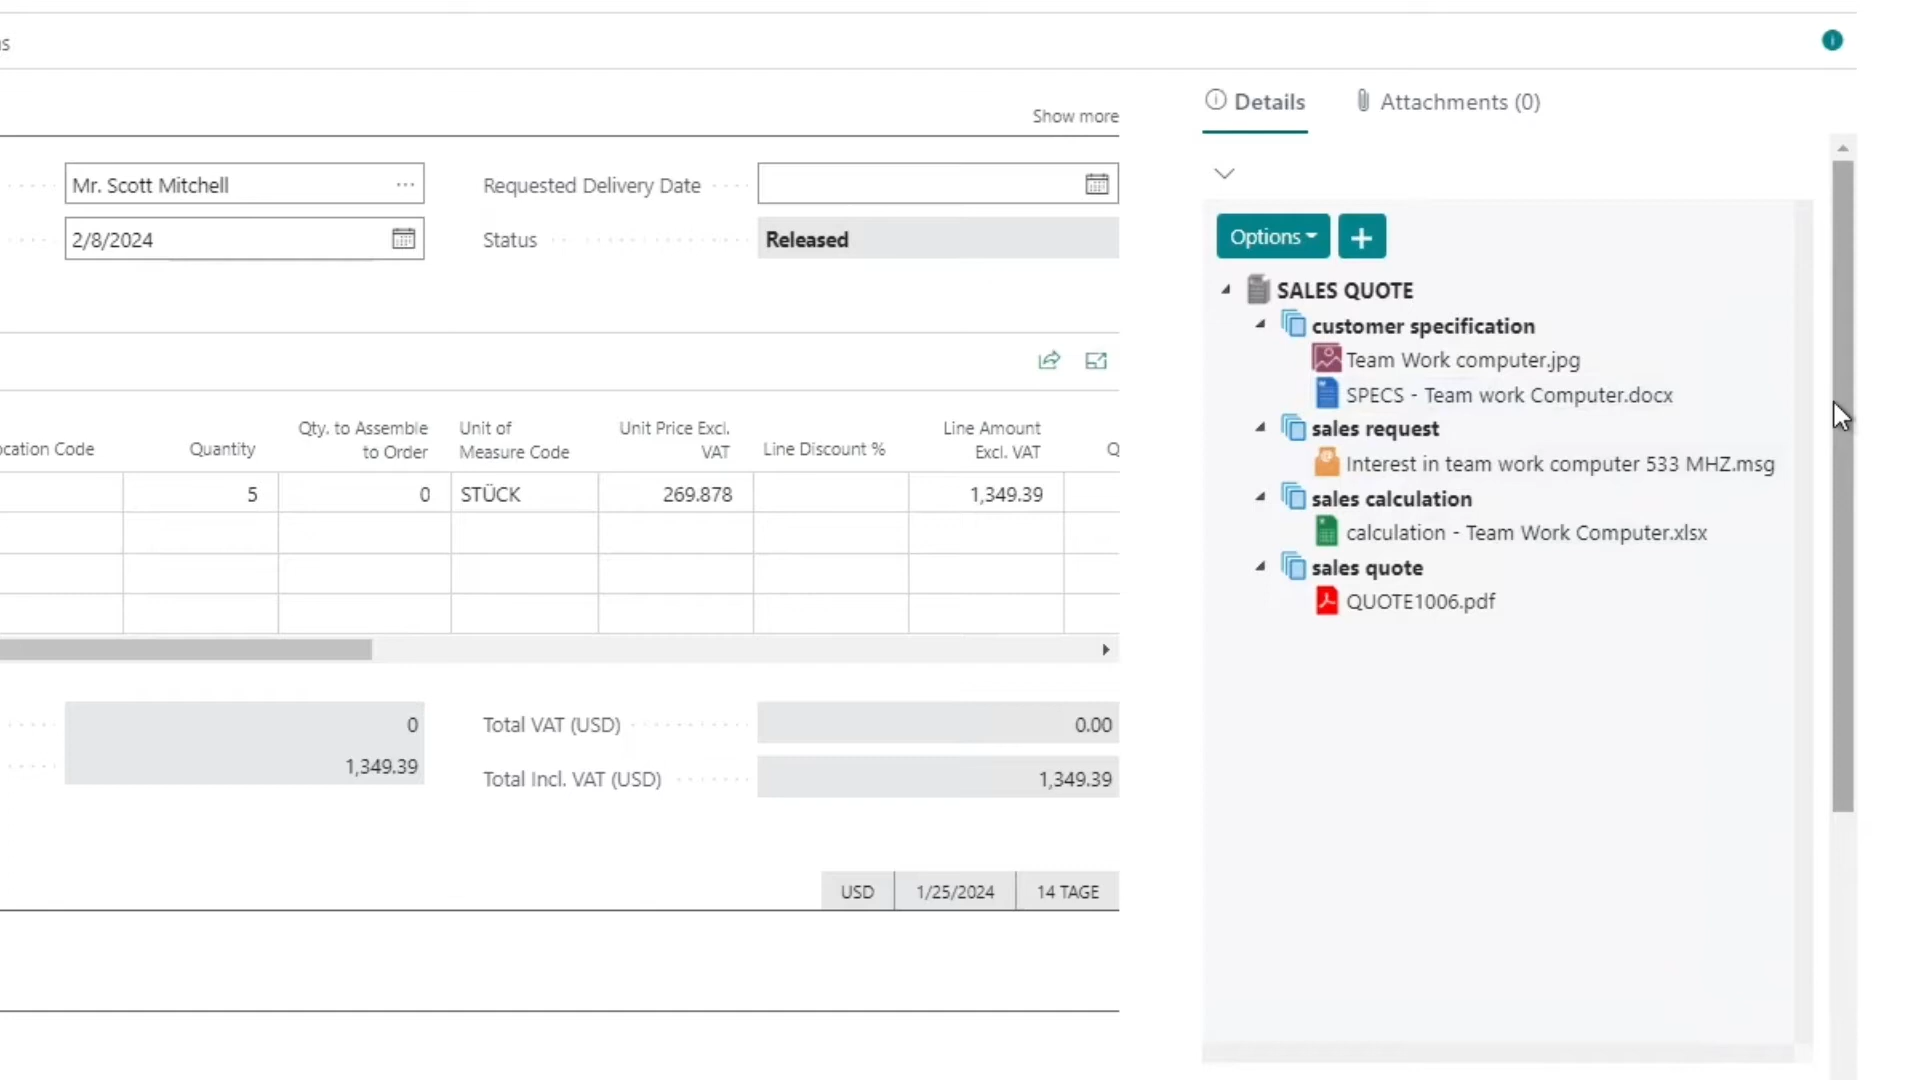 s
Show more
Mr. Scott Mitchell
Requested Delivery Date
2/8/2024
Status
Released
ocation Code
Quantity
Qty. to Assemble
to Order
Unit of
Measure Code
Unit Price Excl.
VAT
Line Discount %
Line Amount
Excl. VAT
Q
5
0
STÜCK
269.878
1,349.39
0
Total VAT (USD)
0.00
1,349.39
Total Incl. VAT (USD)
1,349.39
USD
1/25/2024
14 TAGE
Details
Attachments (0)
Options
SALES QUOTE
customer specification
Team Work computer.jpg
SPECS - Team work Computer.docx
sales request
Interest in team work computer 533 MHZ.msg
sales calculation
calculation - Team Work Computer.xlsx
sales quote
QUOTE1006.pdf